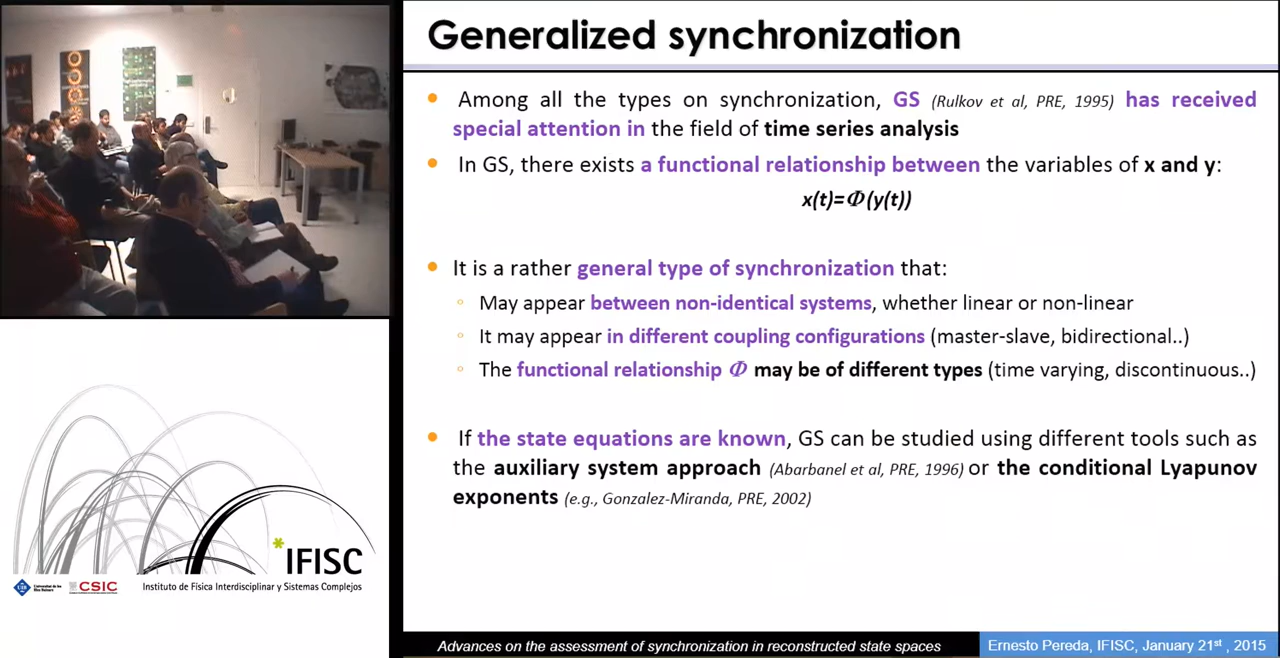 Generalized synchronization
• Among all the types on synchronization, GS (Rulkov et al, PRE, 1995) has received
special attention in the field of time series analysis
• In GS, there exists a functional relationship between the variables of x and y:
x(t)=Φ(y(t))
• It is a rather general type of synchronization that:
◦ May appear between non-identical systems, whether linear or non-linear
◦ It may appear in different coupling configurations (master-slave, bidirectional..)
◦ The functional relationship Φ may be of different types (time varying, discontinuous..)
• If the state equations are known, GS can be studied using different tools such as
the auxiliary system approach (Abarbanel et al, PRE, 1996) or the conditional Lyapunov
exponents (e.g., Gonzalez-Miranda, PRE, 2002)
IFISC
CSIC
Instituto de Física Interdisciplinar y Sistemas Complejos
Advances on the assessment of synchronization in reconstructed state spaces
Ernesto Pereda, IFISC, January 21st , 2015